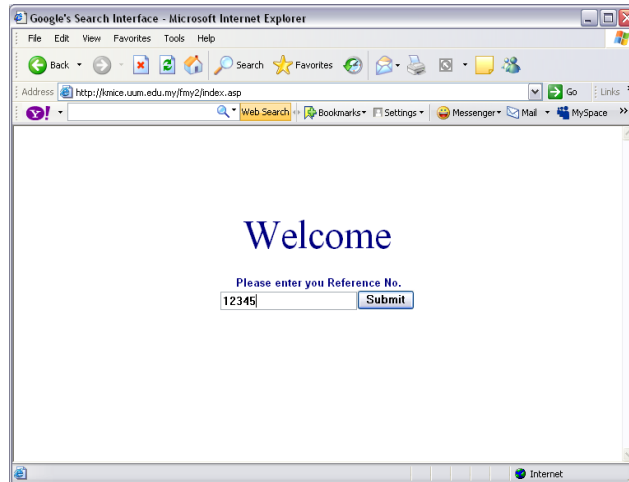 Google's Search Interface - Microsoft Internet Explorer
File Edit View Favorites Tools Help
Back Search Favorites
Address http://kmice.uum.edu.my/fmy2/index.asp Go Links
Y! Web Search Bookmarks Settings Messenger Mail MySpace
Welcome
Please enter you Reference No.
12345 Submit
Internet